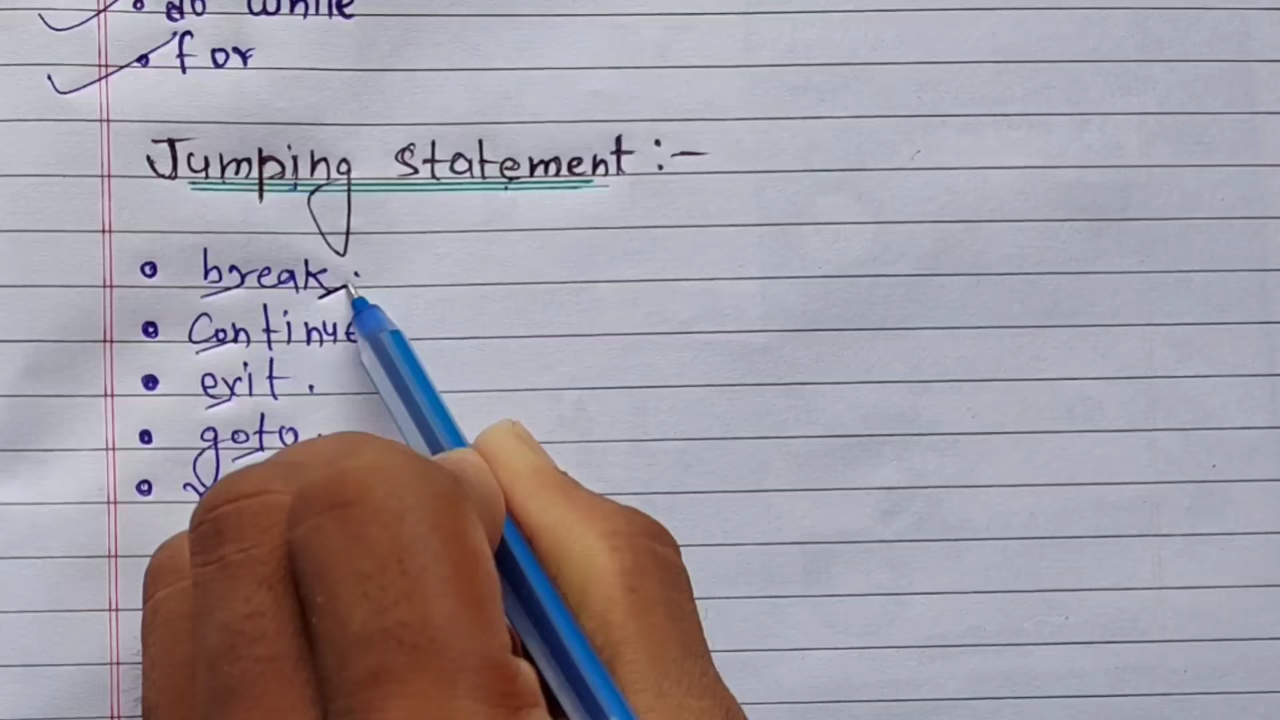 • do while
• for
Jumping statement :-
• break.
• Continue
• exit.
• goto.
•